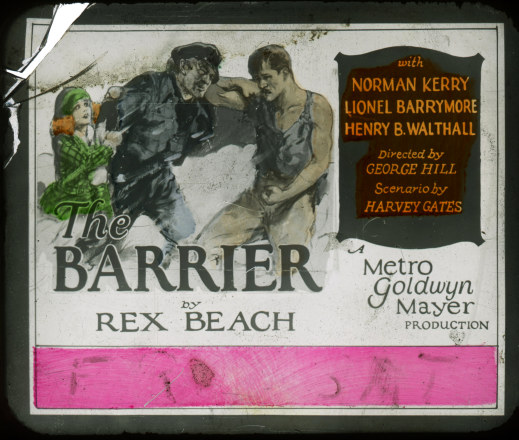 with
NORMAN KERRY
LIONEL BARRYMORE
HENRY B. WALTHALL
Directed by
GEORGE HILL
Scenario by
HARVEY GATES
The
BARRIER
by
REX BEACH
A
Metro
Goldwyn
Mayer
PRODUCTION